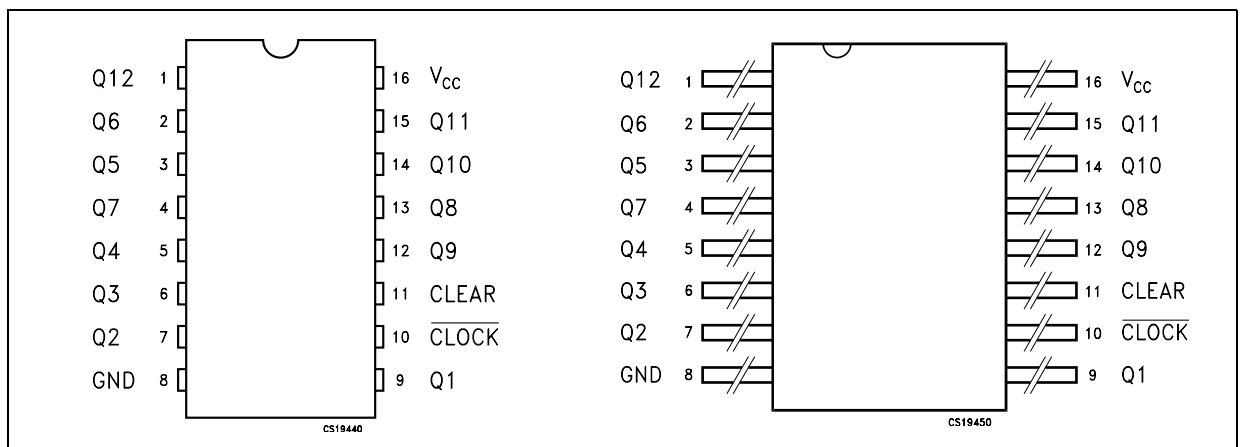 Q12 1 16 VCC
Q6 2 15 Q11
Q5 3 14 Q10
Q7 4 13 Q8
Q4 5 12 Q9
Q3 6 11 CLEAR
Q2 7 10 CLOCK
GND 8 9 Q1
CS19440
Q12 1 16 VCC
Q6 2 15 Q11
Q5 3 14 Q10
Q7 4 13 Q8
Q4 5 12 Q9
Q3 6 11 CLEAR
Q2 7 10 CLOCK
GND 8 9 Q1
CS19450